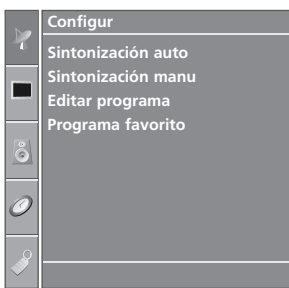 Configur
Sintonización auto
Sintonización manu
Editar programa
Programa favorito